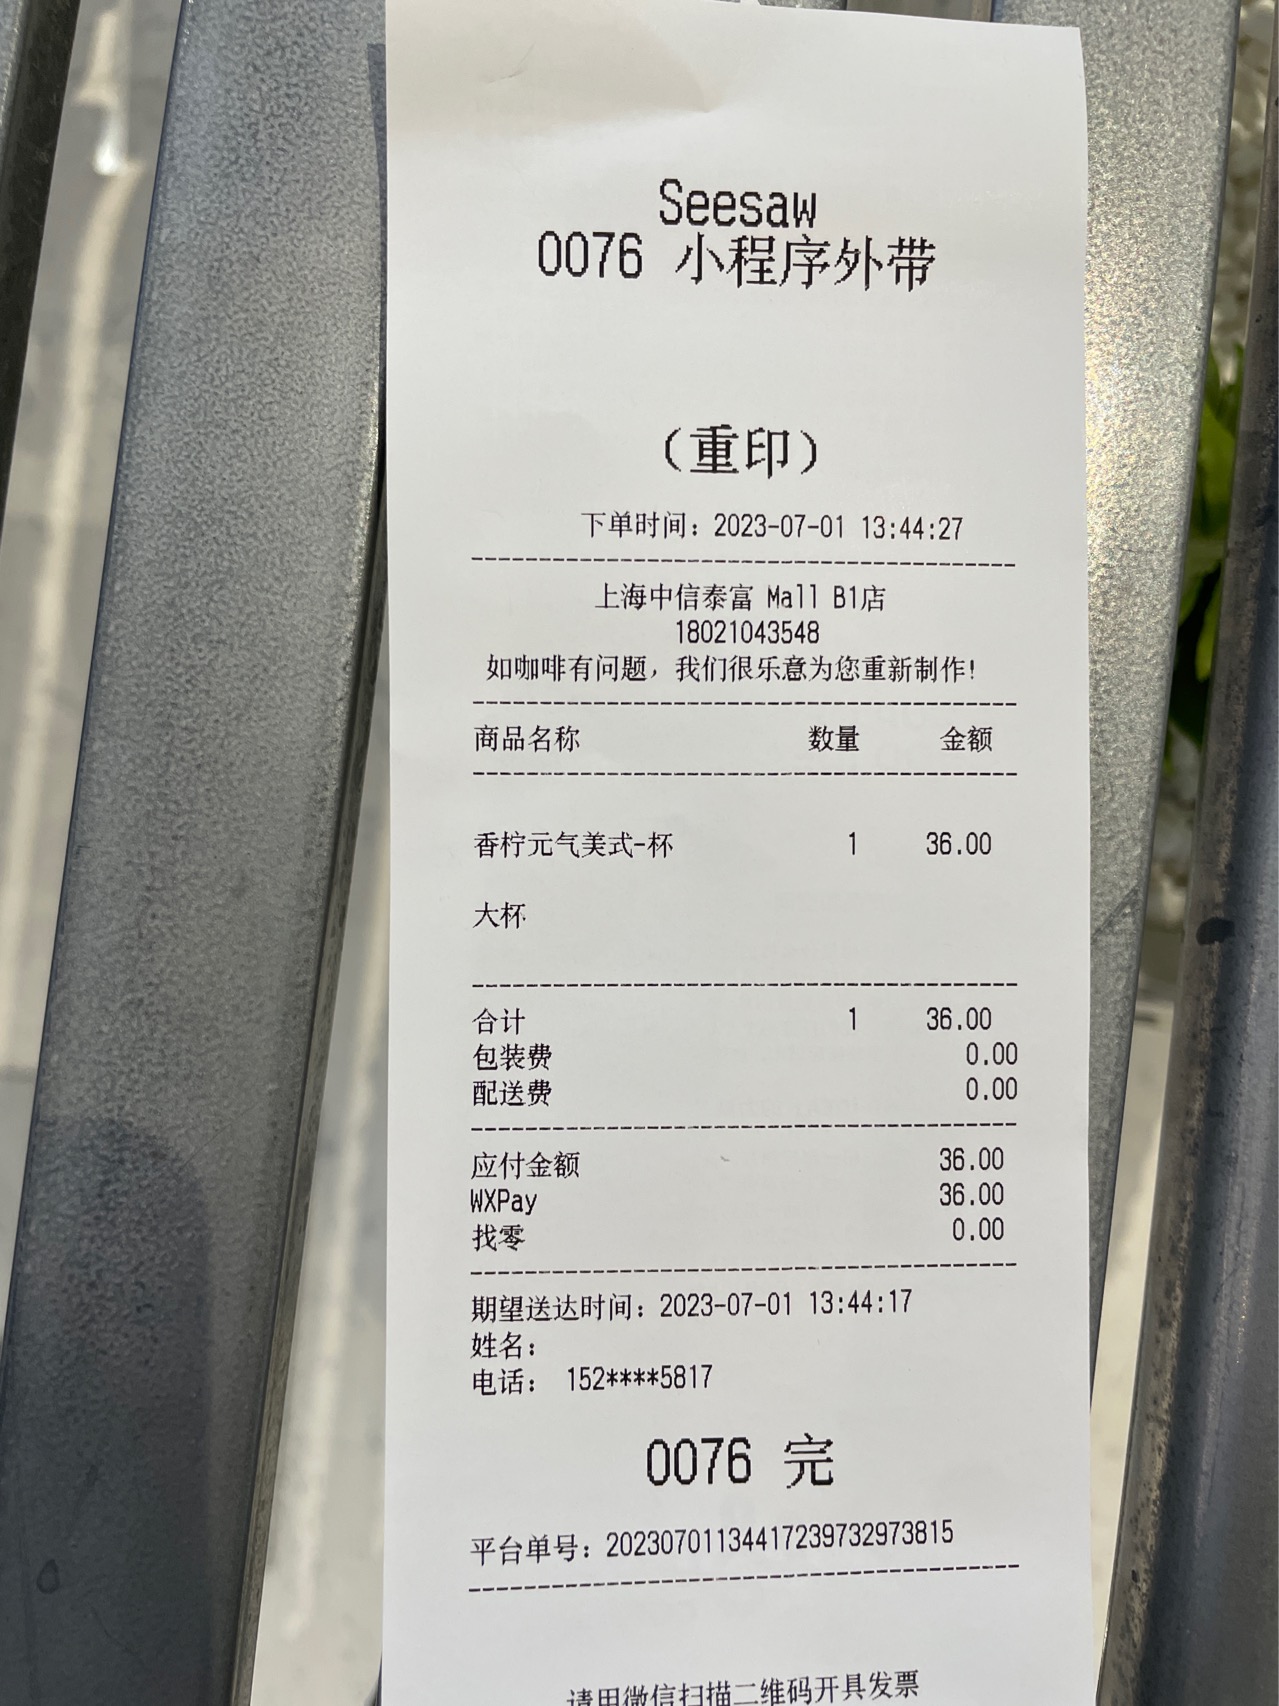 Seesaw
0076 小程序外带
（重印）
下单时间：2023-07-01 13:44:27
上海中信泰富 Mall B1店
18021043548
如咖啡有问题，我们很乐意为您重新制作！
商品名称 数量 金额
香柠元气美式-杯 1 36.00
大杯
合计 1 36.00
包装费 0.00
配送费 0.00
应付金额 36.00
WXPay 36.00
找零 0.00
期望送达时间：2023-07-01 13:44:17
姓名：
电话： 152****5817
0076 完
平台单号：202307011344172397329738​15
请用微信扫描二维码开具发票